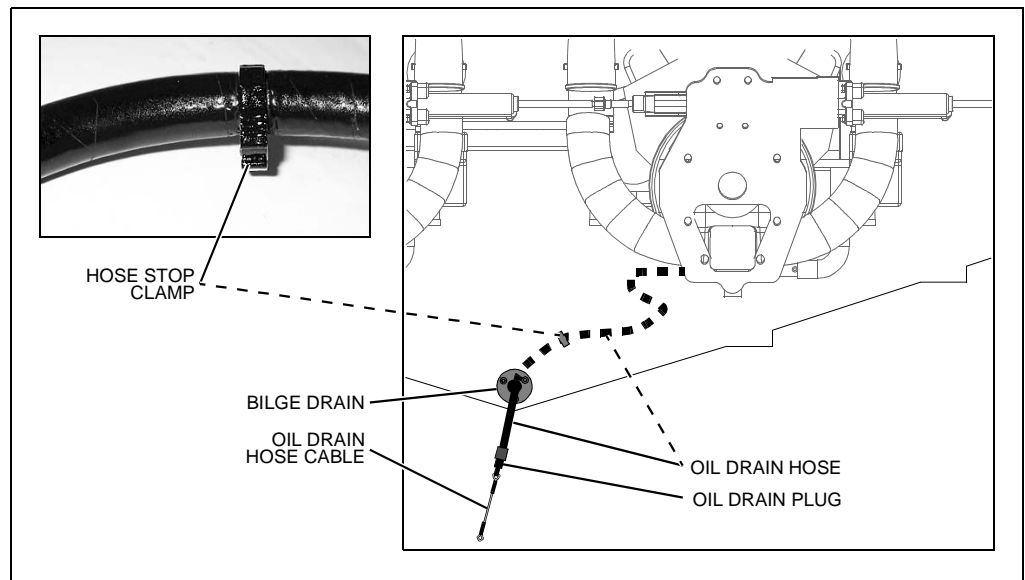 HOSE STOP
CLAMP
BILGE DRAIN
OIL DRAIN
HOSE CABLE
OIL DRAIN HOSE
OIL DRAIN PLUG